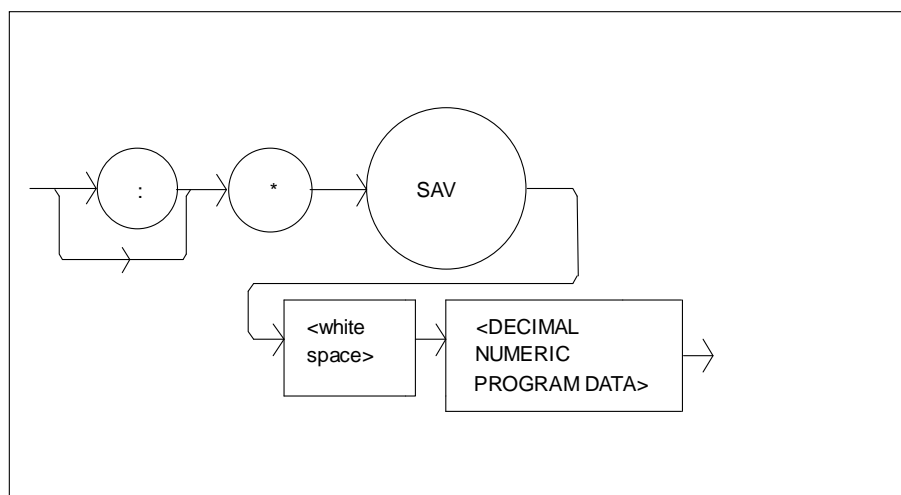 :
*
SAV
<white
space>
<DECIMAL
NUMERIC
PROGRAM DATA>